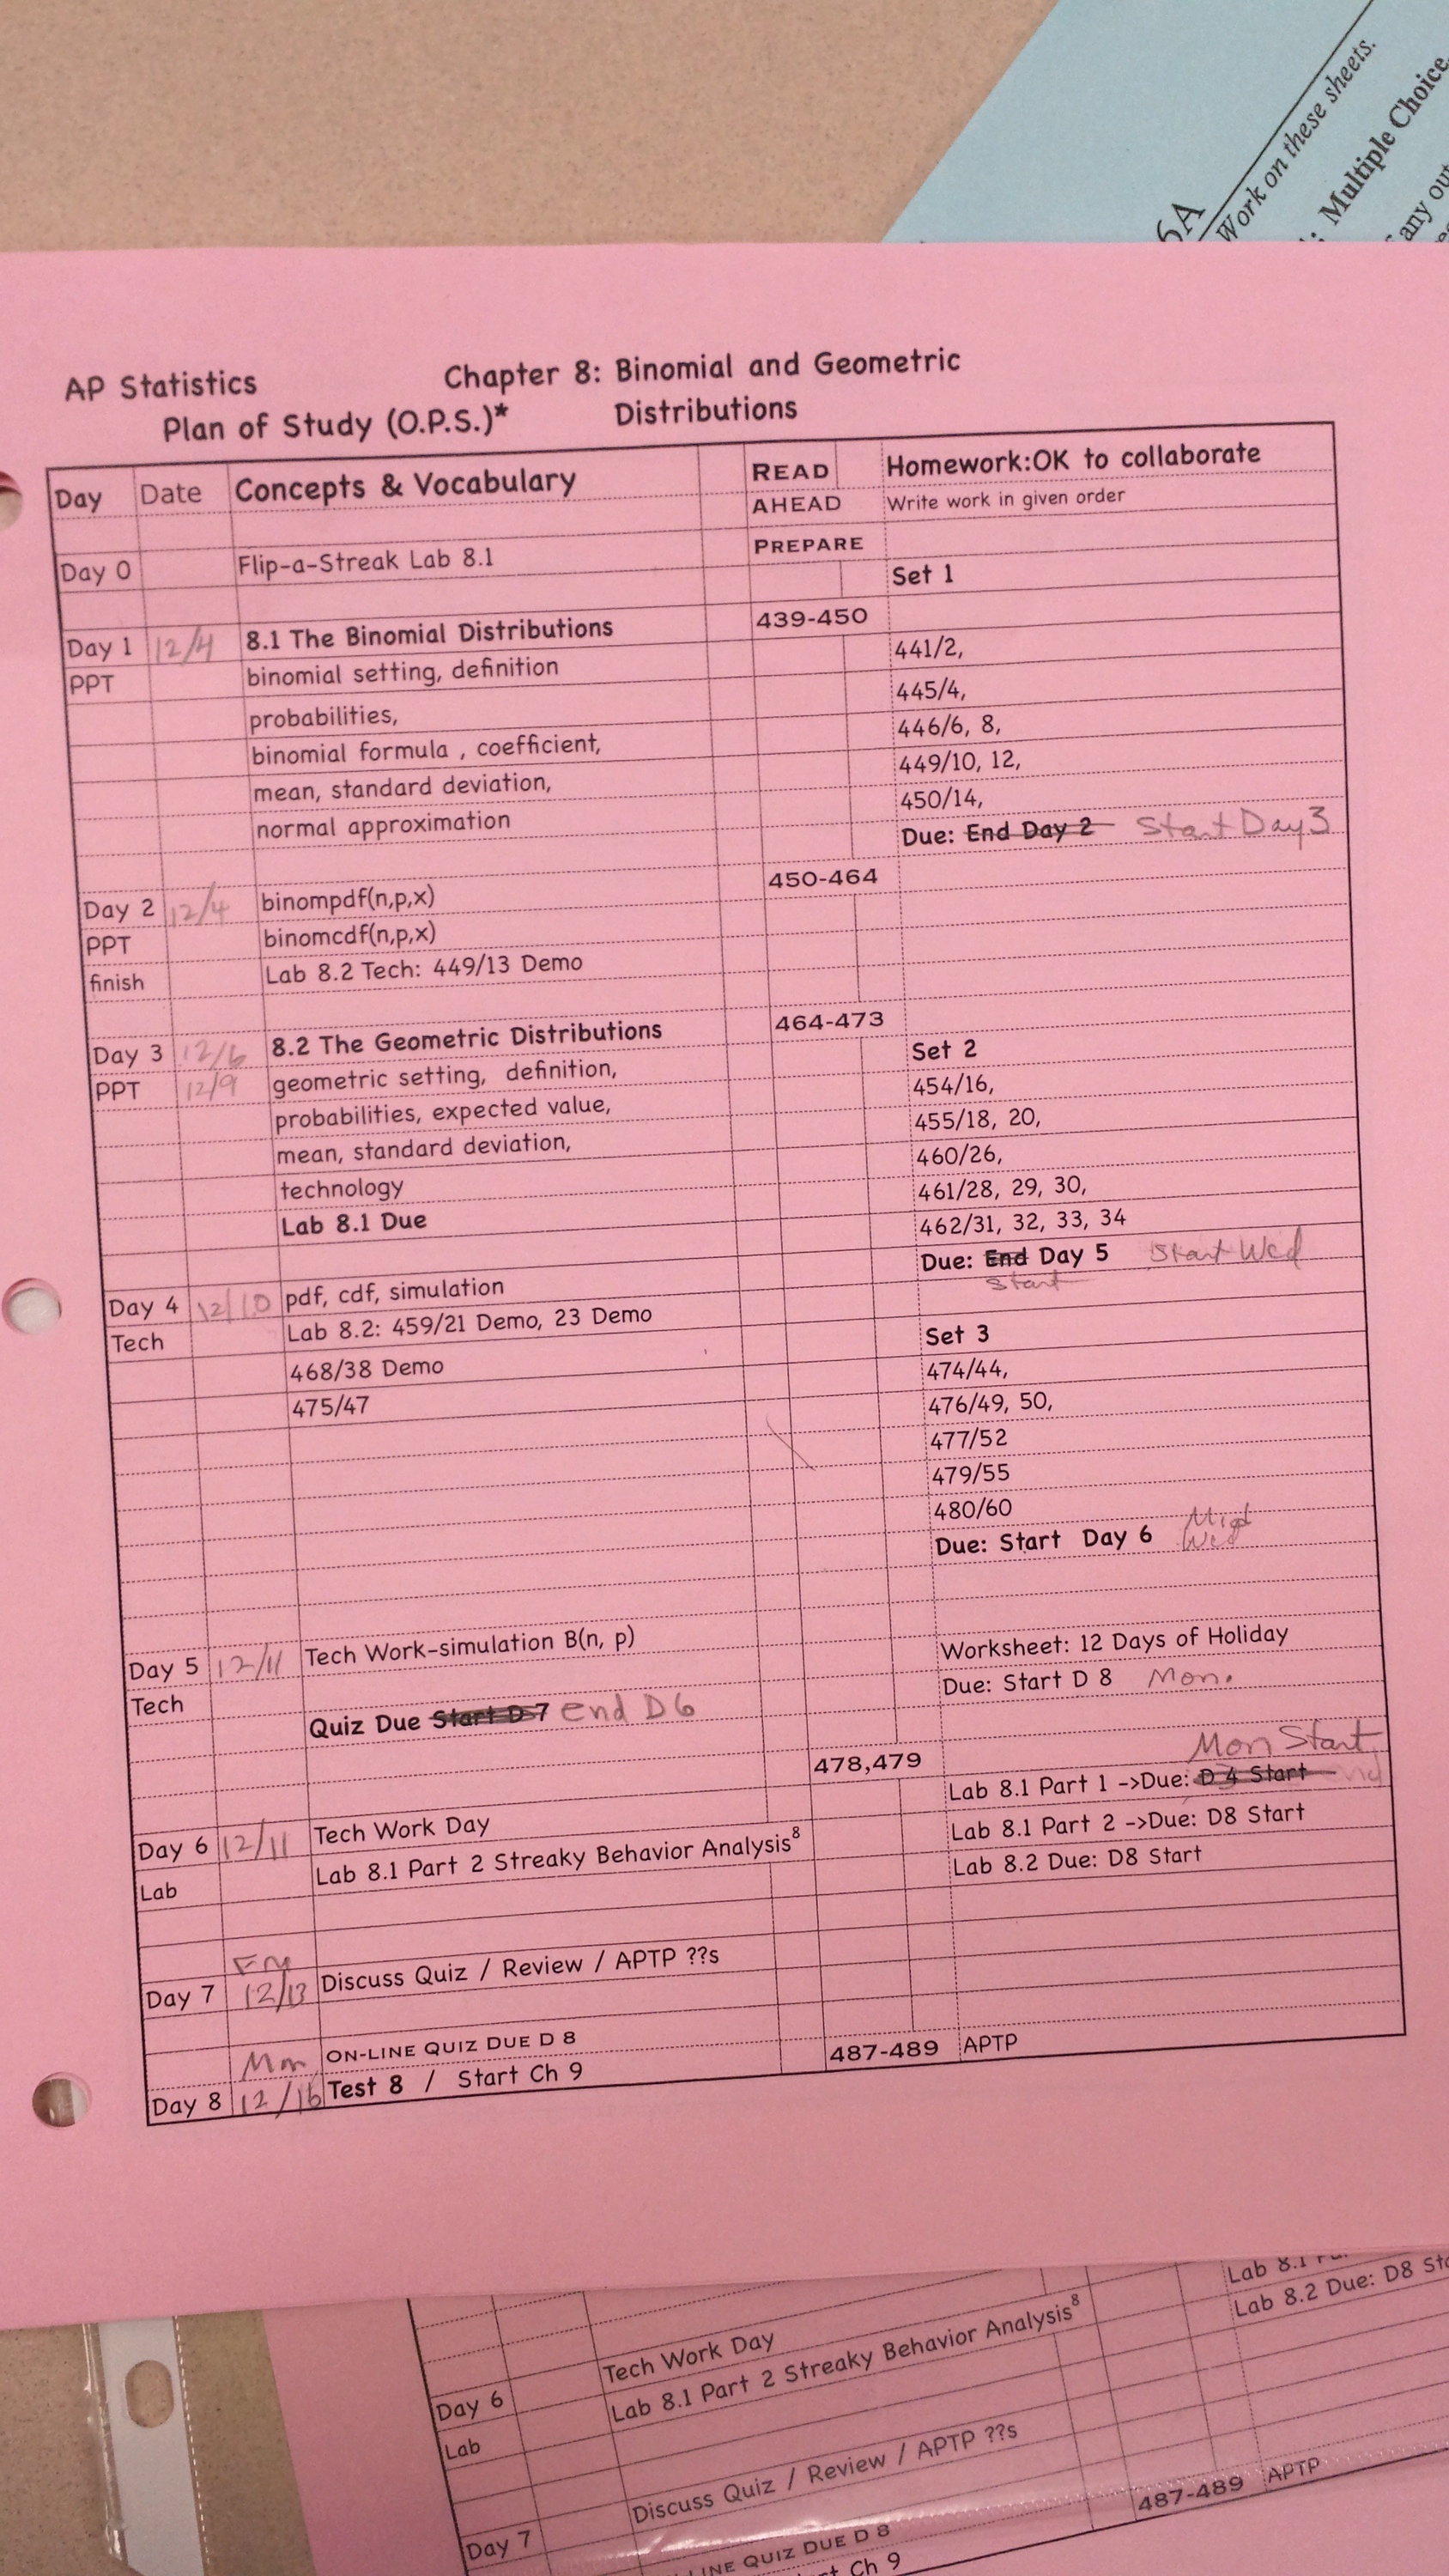 6A
Work on these sheets.
: Multiple Choice.
any out
AP Statistics Chapter 8: Binomial and Geometric
Plan of Study (O.P.S.)* Distributions
Day Date Concepts & Vocabulary READ Homework:OK to collaborate
AHEAD Write work in given order
PREPARE
Day 0 Flip-a-Streak Lab 8.1
Set 1
439-450
Day 1 12/4 8.1 The Binomial Distributions
PPT binomial setting, definition 441/2,
probabilities, 445/4,
binomial formula , coefficient, 446/6, 8,
mean, standard deviation, 449/10, 12,
normal approximation 450/14,
Due: End Day 2 Start Day 3
450-464
Day 2 12/4 binompdf(n,p,x)
PPT binomcdf(n,p,x)
finish Lab 8.2 Tech: 449/13 Demo
464-473
Day 3 12/6 8.2 The Geometric Distributions
Set 2
PPT 12/9 geometric setting, definition, 454/16,
probabilities, expected value, 455/18, 20,
mean, standard deviation, 460/26,
technology 461/28, 29, 30,
Lab 8.1 Due 462/31, 32, 33, 34
Due: End Day 5 Start Wed
Start
Day 4 12/10 pdf, cdf, simulation
Tech Lab 8.2: 459/21 Demo, 23 Demo
Set 3
468/38 Demo 474/44,
475/47 476/49, 50,
477/52
479/55
480/60
Due: Start Day 6 Wed
Day 5 12/11 Tech Work-simulation B(n, p) Worksheet: 12 Days of Holiday
Tech Due: Start D 8 Mon.
Quiz Due Start D 7 end D6
Mon Start
478,479
Lab 8.1 Part 1 ->Due: D 4 Start end
Day 6 12/11 Tech Work Day Lab 8.1 Part 2 ->Due: D8 Start
Lab Lab 8.1 Part 2 Streaky Behavior Analysis8 Lab 8.2 Due: D8 Start
Fri
Day 7 12/13 Discuss Quiz / Review / APTP ??s
Mon ON-LINE QUIZ DUE D 8
Day 8 12/16 Test 8 / Start Ch 9 487-489 APTP
Lab 8.1
Lab 8.2 Due: D8 Sta
Tech Work Day
Day 6 Lab 8.1 Part 2 Streaky Behavior Analysis8
Lab
Day 7 Discuss Quiz / Review / APTP ??s
487-489 APTP
LINE QUIZ DUE D 8
Ch 9